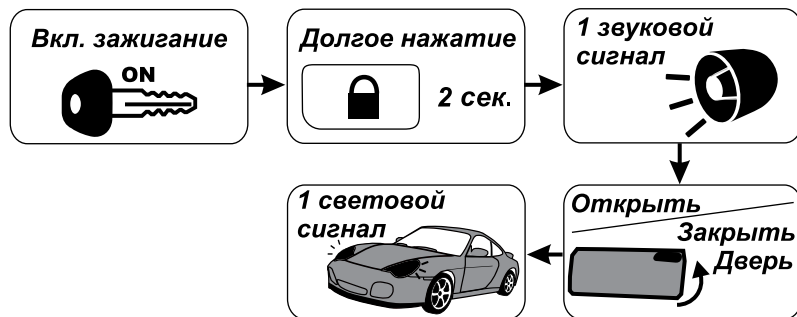 Вкл. зажигание
ON
Долгое нажатие
2 сек.
1 звуковой
сигнал
Открыть
Закрыть
Дверь
1 световой
сигнал